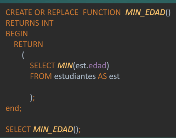 CREATE OR REPLACE FUNCTION MIN_EDAD()
RETURNS INT
BEGIN
RETURN
(
SELECT MIN(est.edad)
FROM estudiantes AS est
);
end;
SELECT MIN_EDAD();